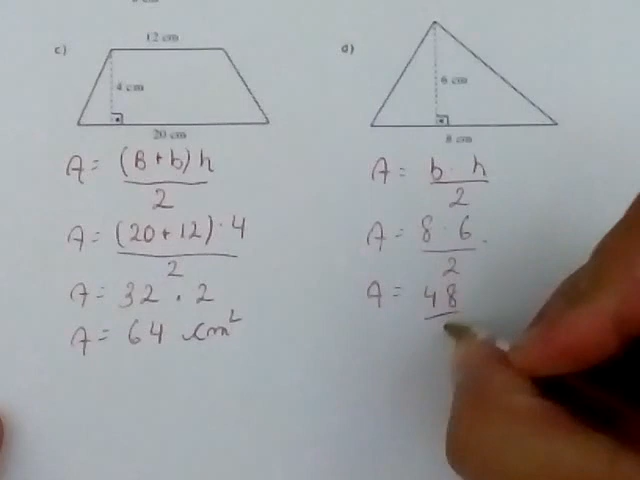 c)
12 cm
4 cm
20 cm
A = (B + b) h
2
A = (20 + 12) · 4
2
A = 32 . 2
A = 64 cm²
d)
6 cm
8 cm
A = b · h
2
A = 8 · 6
2
A = 48